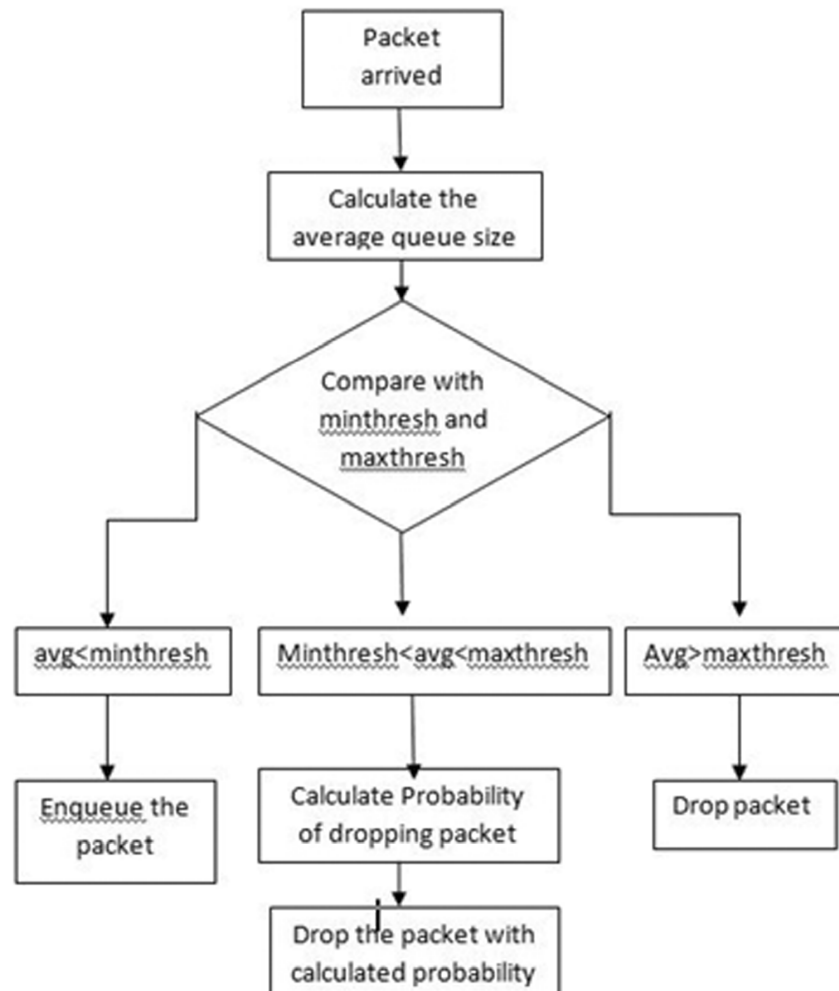 Packet
arrived
Calculate the
average queue size
Compare with
minthresh and
maxthresh
avg<minthresh
Minthresh<avg<maxthresh
Avg>maxthresh
Enqueue the
packet
Calculate Probability
of dropping packet
Drop packet
Drop the packet with
calculated probability